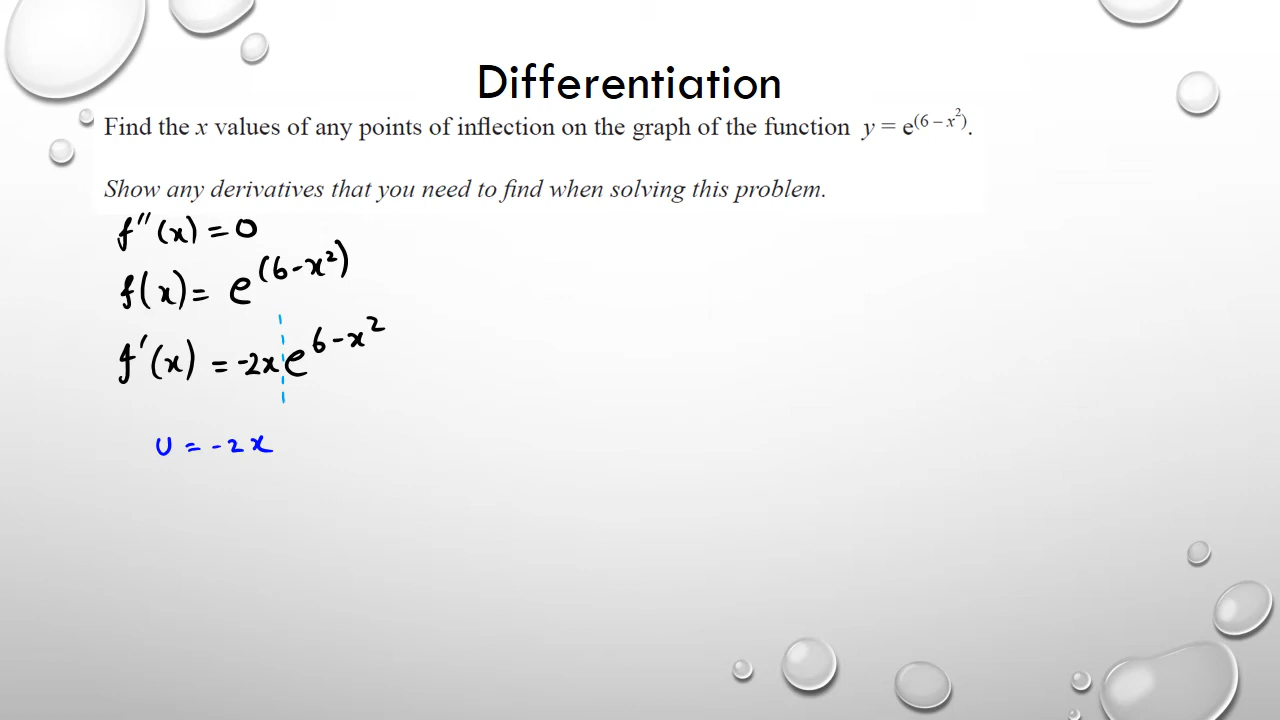 Differentiation
Find the x values of any points of inflection on the graph of the function y = e^(6 − x²).
Show any derivatives that you need to find when solving this problem.
f''(x) = 0
f(x) = e^(6-x²)
f'(x) = -2x e^6-x²
U = -2x